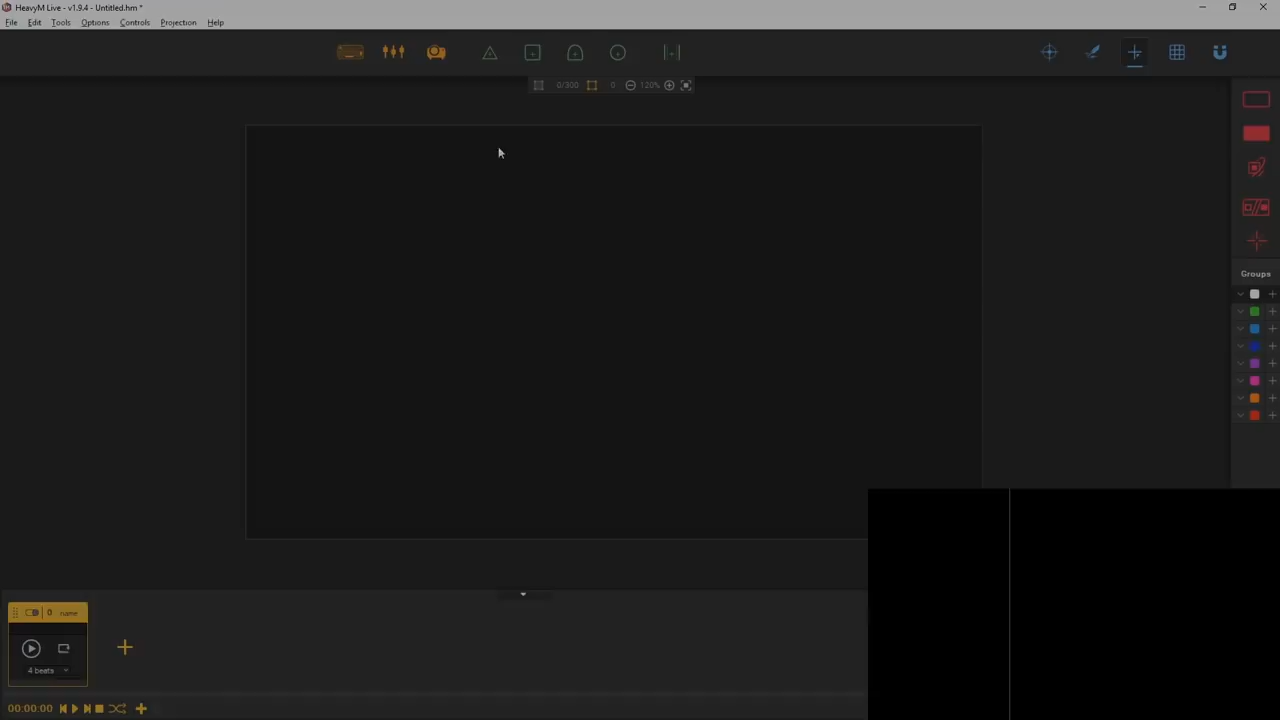 HeavyM Live - v1.9.4 - Untitled.hm *
File Edit Tools Options Controls Projection Help
0/300 0 120%
Groups
0 name
4 beats
00:00:00